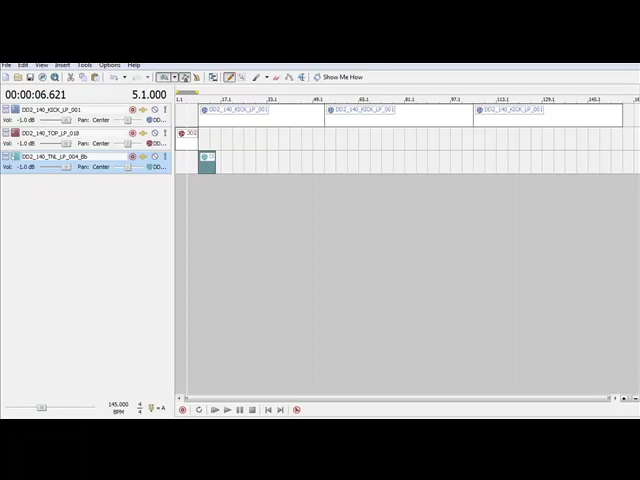 File Edit View Insert Tools Options Help
Show Me How
00:00:06.621 5.1.000
1.1 17.1 33.1 49.1 65.1 81.1 97.1 113.1 129.1 145.1
DD2_140_KICK_LP_001
Vol: -1.0 dB Pan: Center DD...
DD2_140_KICK_LP_001 DD2_140_KICK_LP_001 DD2_140_KICK_LP_001
DD2_140_TOP_LP_018
Vol: -1.0 dB Pan: Center DD...
DD2_140_TNL_LP_004_Bb
Vol: -1.0 dB Pan: Center DD...
145.000
BPM
4
4
= A